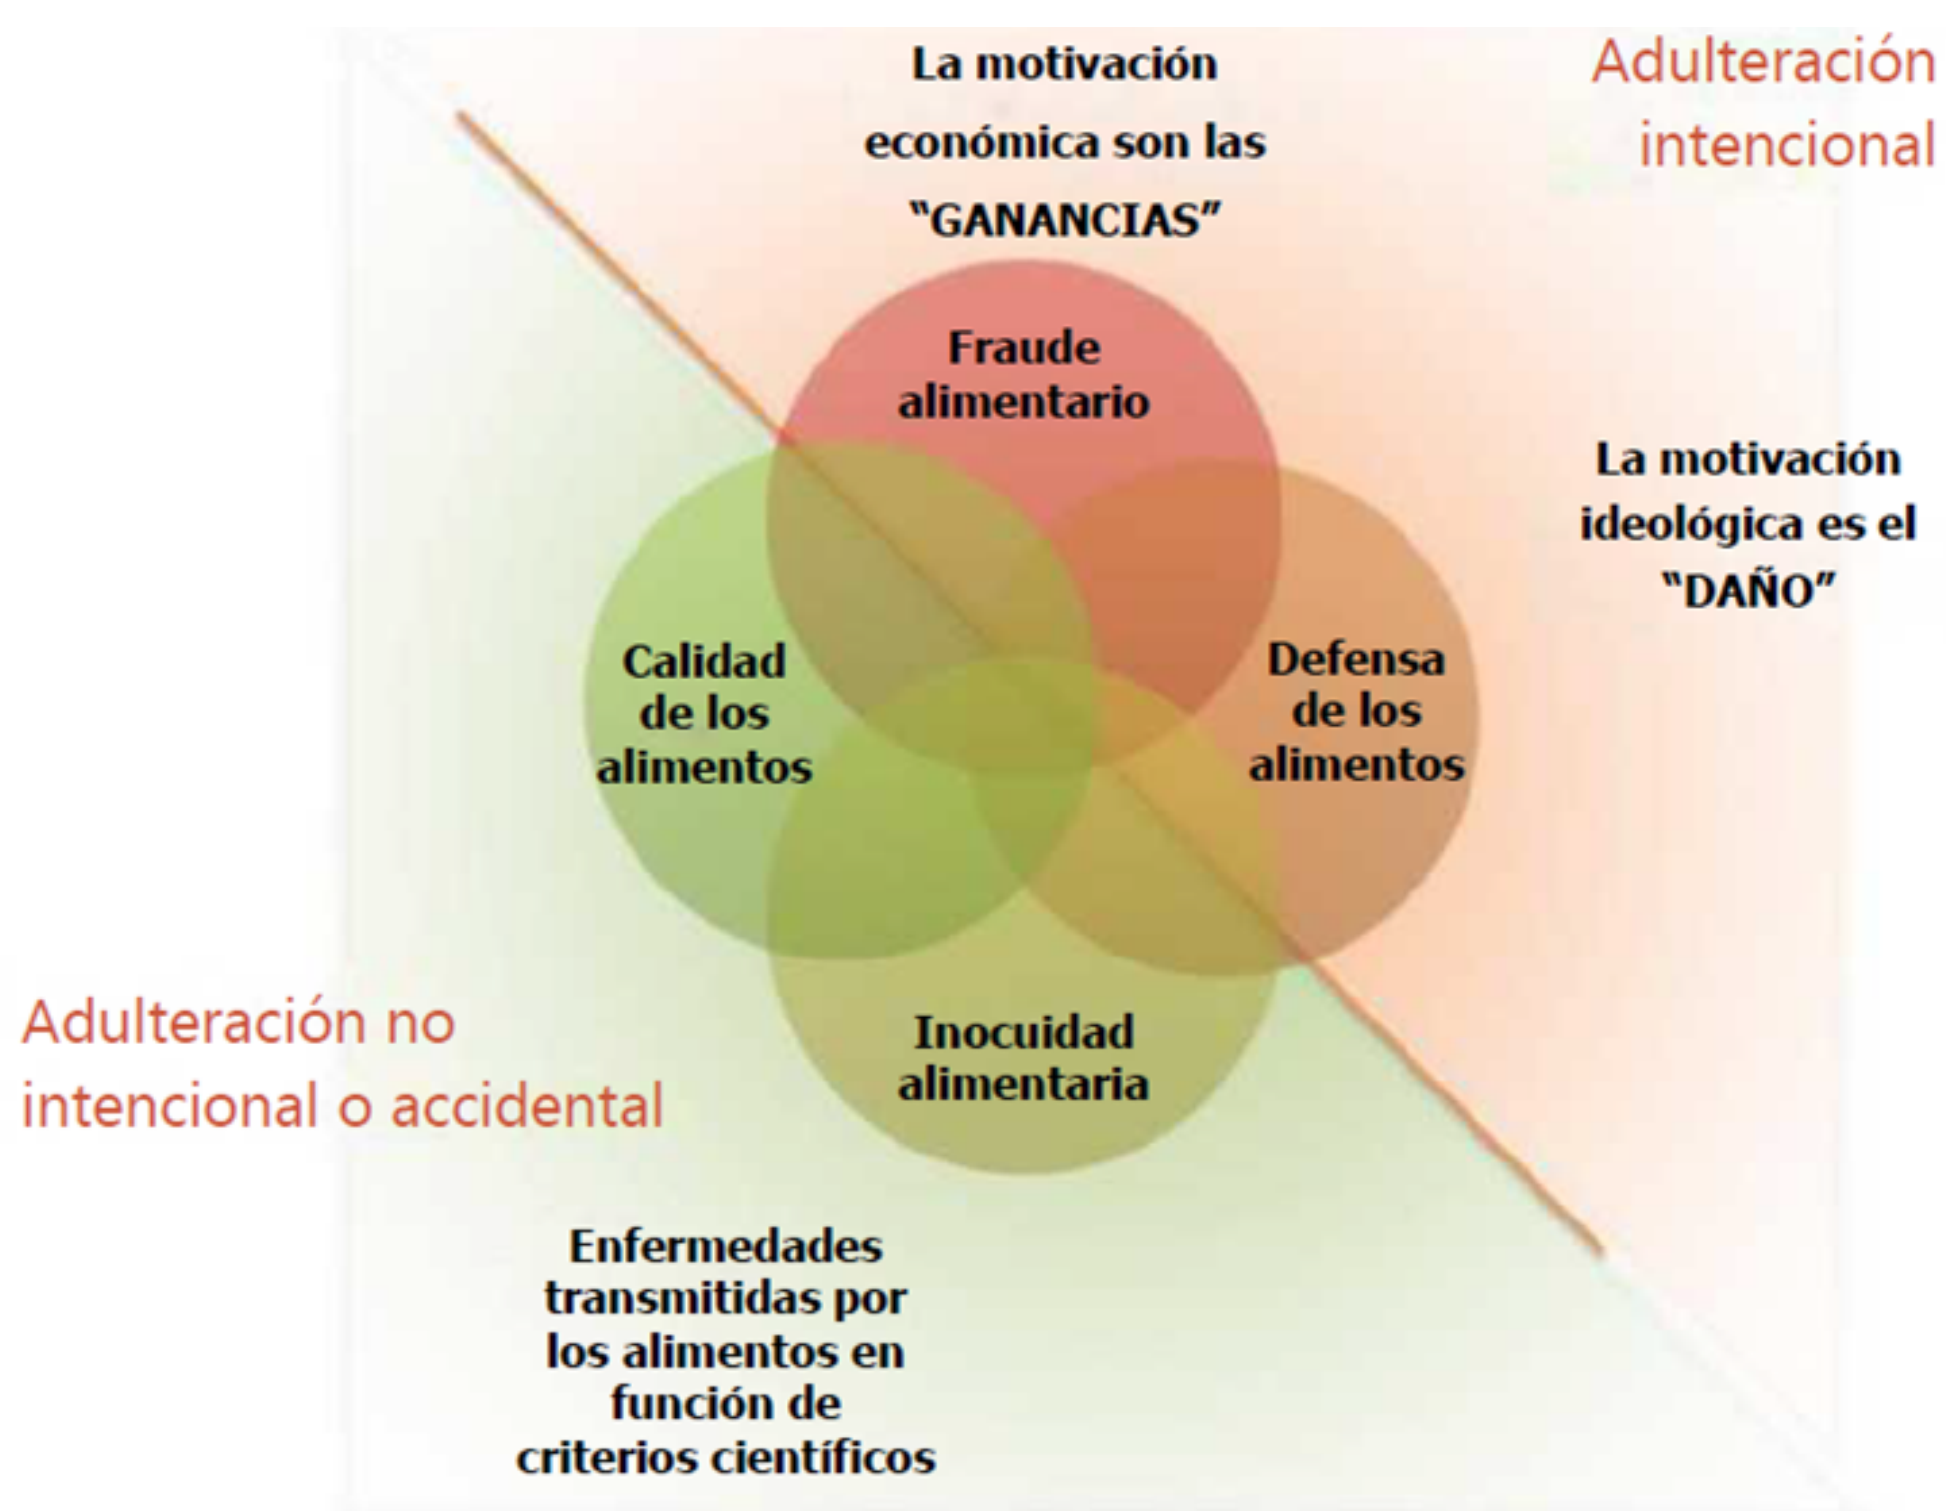 La motivación
económica son las
“GANANCIAS”
Adulteración
intencional
Fraude
alimentario
La motivación
ideológica es el
“DAÑO”
Calidad
de los
alimentos
Defensa
de los
alimentos
Adulteración no
intencional o accidental
Inocuidad
alimentaria
Enfermedades
transmitidas por
los alimentos en
función de
criterios científicos